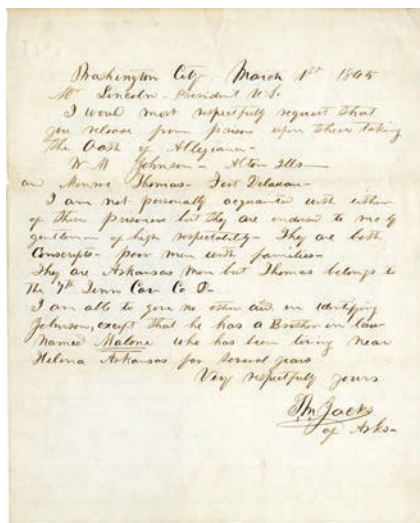 Washington City March 1st 1865
Mr Lincoln - President U.S.
I would most respectfully request that
you release from prison upon their taking
the Oath of Allegiance -
W. M Johnson - Alton Ills -
and Monroe Thomas - Fort Delaware -
I am not personally acquainted with either
of these prisoners but they are endorsed to me by
gentlemen of high respectability - They are both
Conscripts - poor men with families -
They are Arkansas men but Thomas belongs to
the 7th Tenn Cav Co D -
I am able to give no other aid in identifying
Johnson, except that he has a Brother in law
named Malone who has been living near
Helena Arkansas for several years
Very respectfully yours
Jacks
of Arks -